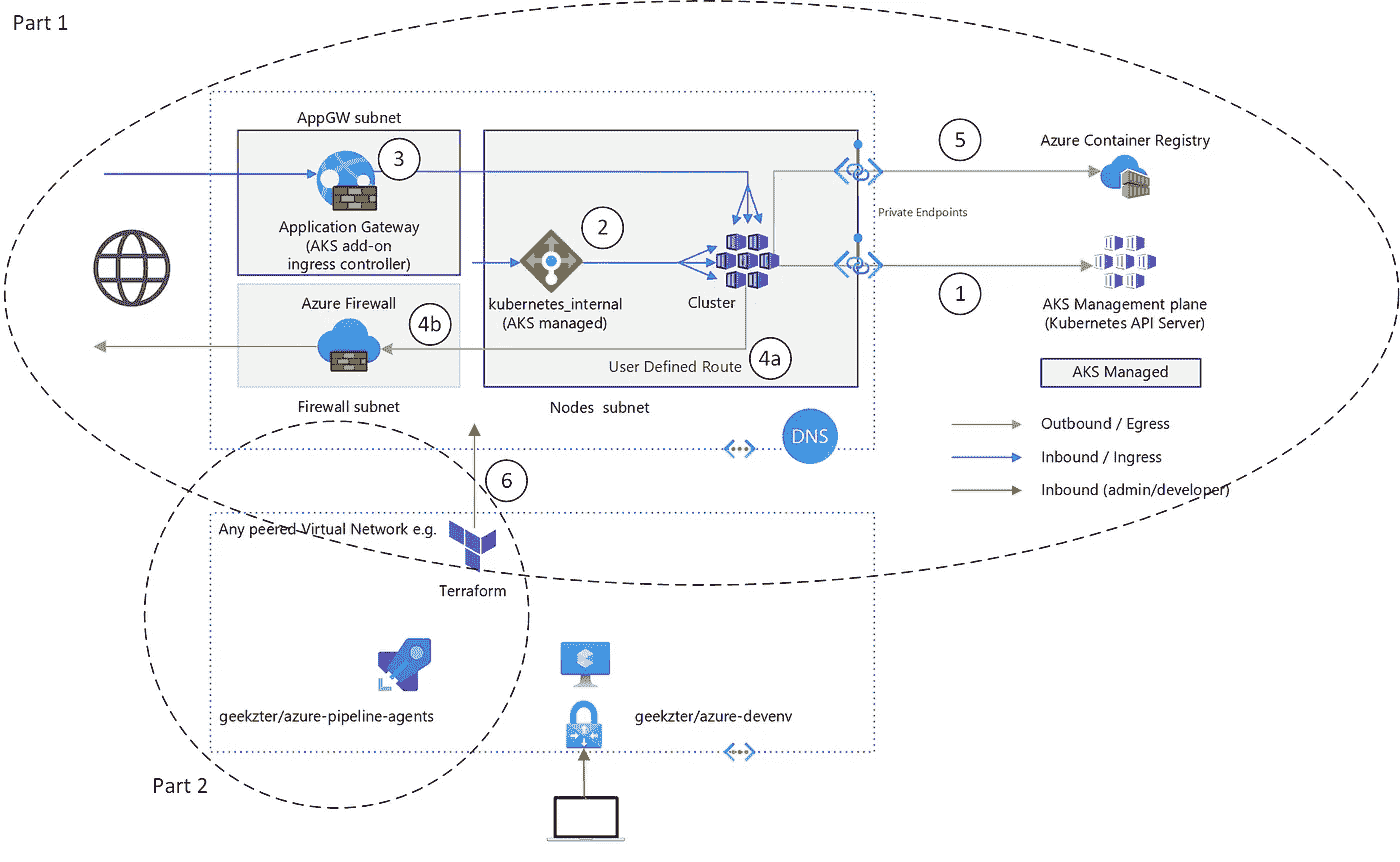 Part 1
AppGW subnet
3
Application Gateway
(AKS add-on
ingress controller)
2
kubernetes_internal
(AKS managed)
Cluster
5
Azure Container Registry
Private Endpoints
1
AKS Management plane
(Kubernetes API Server)
AKS Managed
Azure Firewall
4b
4a
User Defined Route
Firewall subnet
Nodes subnet
DNS
Outbound / Egress
Inbound / Ingress
Inbound (admin/developer)
6
Any peered Virtual Network e.g.
Terraform
geekzter/azure-pipeline-agents
geekzter/azure-devenv
Part 2